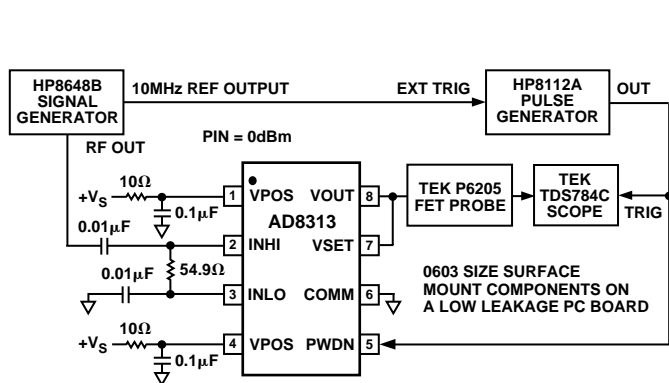 HP8648B
SIGNAL
GENERATOR
10MHz REF OUTPUT
EXT TRIG
HP8112A
PULSE
GENERATOR
OUT
RF OUT
PIN = 0dBm
+VS
10Ω
0.1μF
1 VPOS VOUT 8
AD8313
TEK P6205
FET PROBE
TEK
TDS784C
SCOPE
TRIG
0.01μF
2 INHI VSET 7
54.9Ω
0.01μF
3 INLO COMM 6
0603 SIZE SURFACE
MOUNT COMPONENTS ON
A LOW LEAKAGE PC BOARD
+VS
10Ω
0.1μF
4 VPOS PWDN 5